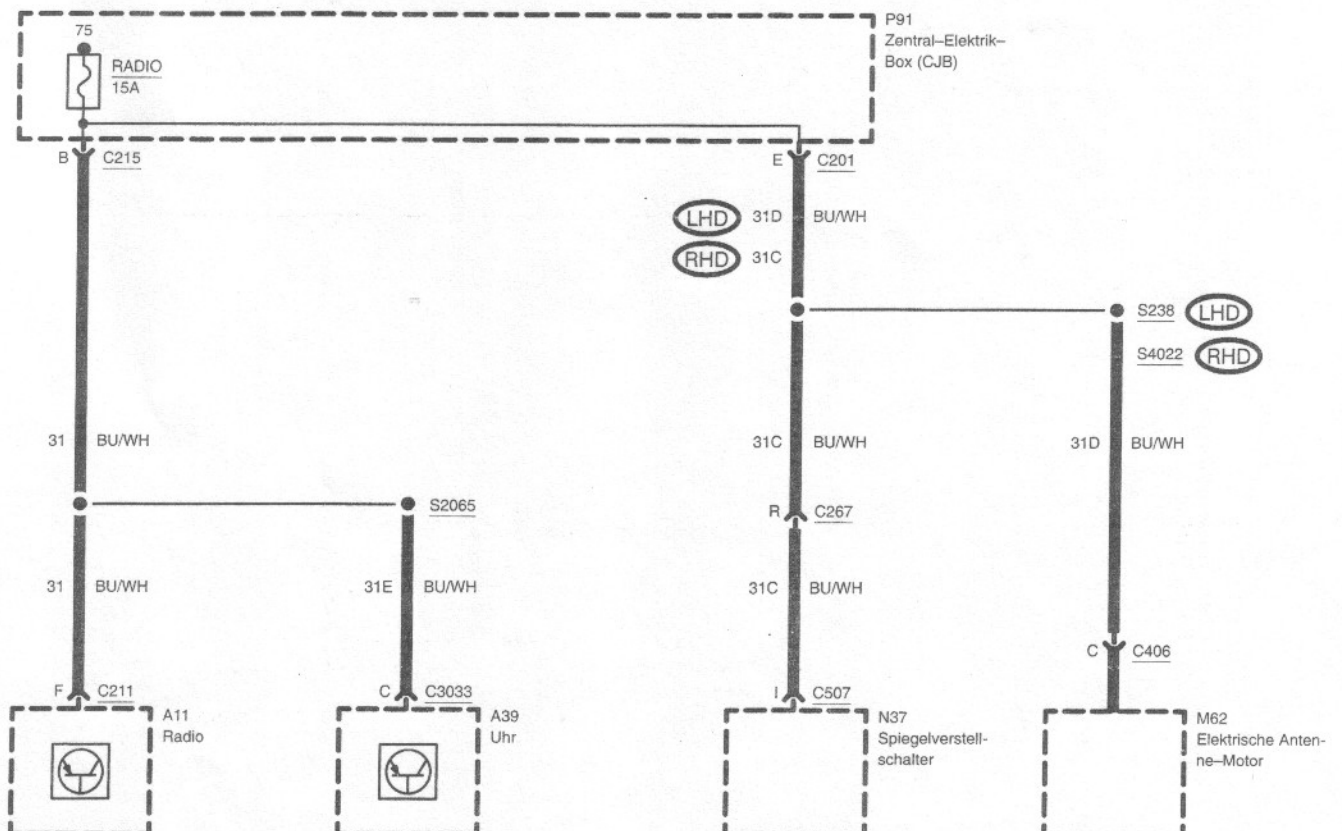 P91
Zentral–Elektrik–
Box (CJB)
75
RADIO
15A
B C215
E C201
LHD 31D BU/WH
RHD 31C
S238 LHD
S4022 RHD
31 BU/WH
31C BU/WH
31D BU/WH
S2065
R C267
31 BU/WH
31E BU/WH
31C BU/WH
C C406
F C211
C C3033
I C507
A11
Radio
A39
Uhr
N37
Spiegelverstell-
schalter
M62
Elektrische Anten-
ne–Motor